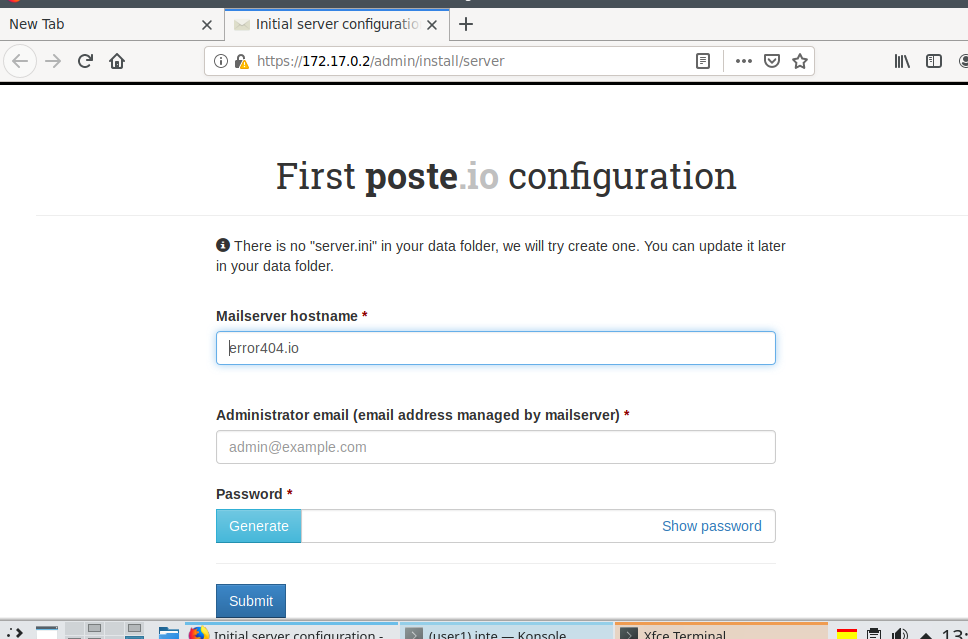 New Tab
Initial server configuratio
https://172.17.0.2/admin/install/server
First poste.io configuration
There is no "server.ini" in your data folder, we will try create one. You can update it later
in your data folder.
Mailserver hostname *
error404.io
Administrator email (email address managed by mailserver) *
admin@example.com
Password *
Generate
Show password
Submit
Initial server configuration -
(user1) inte — Konsole
Xfce Terminal
13: